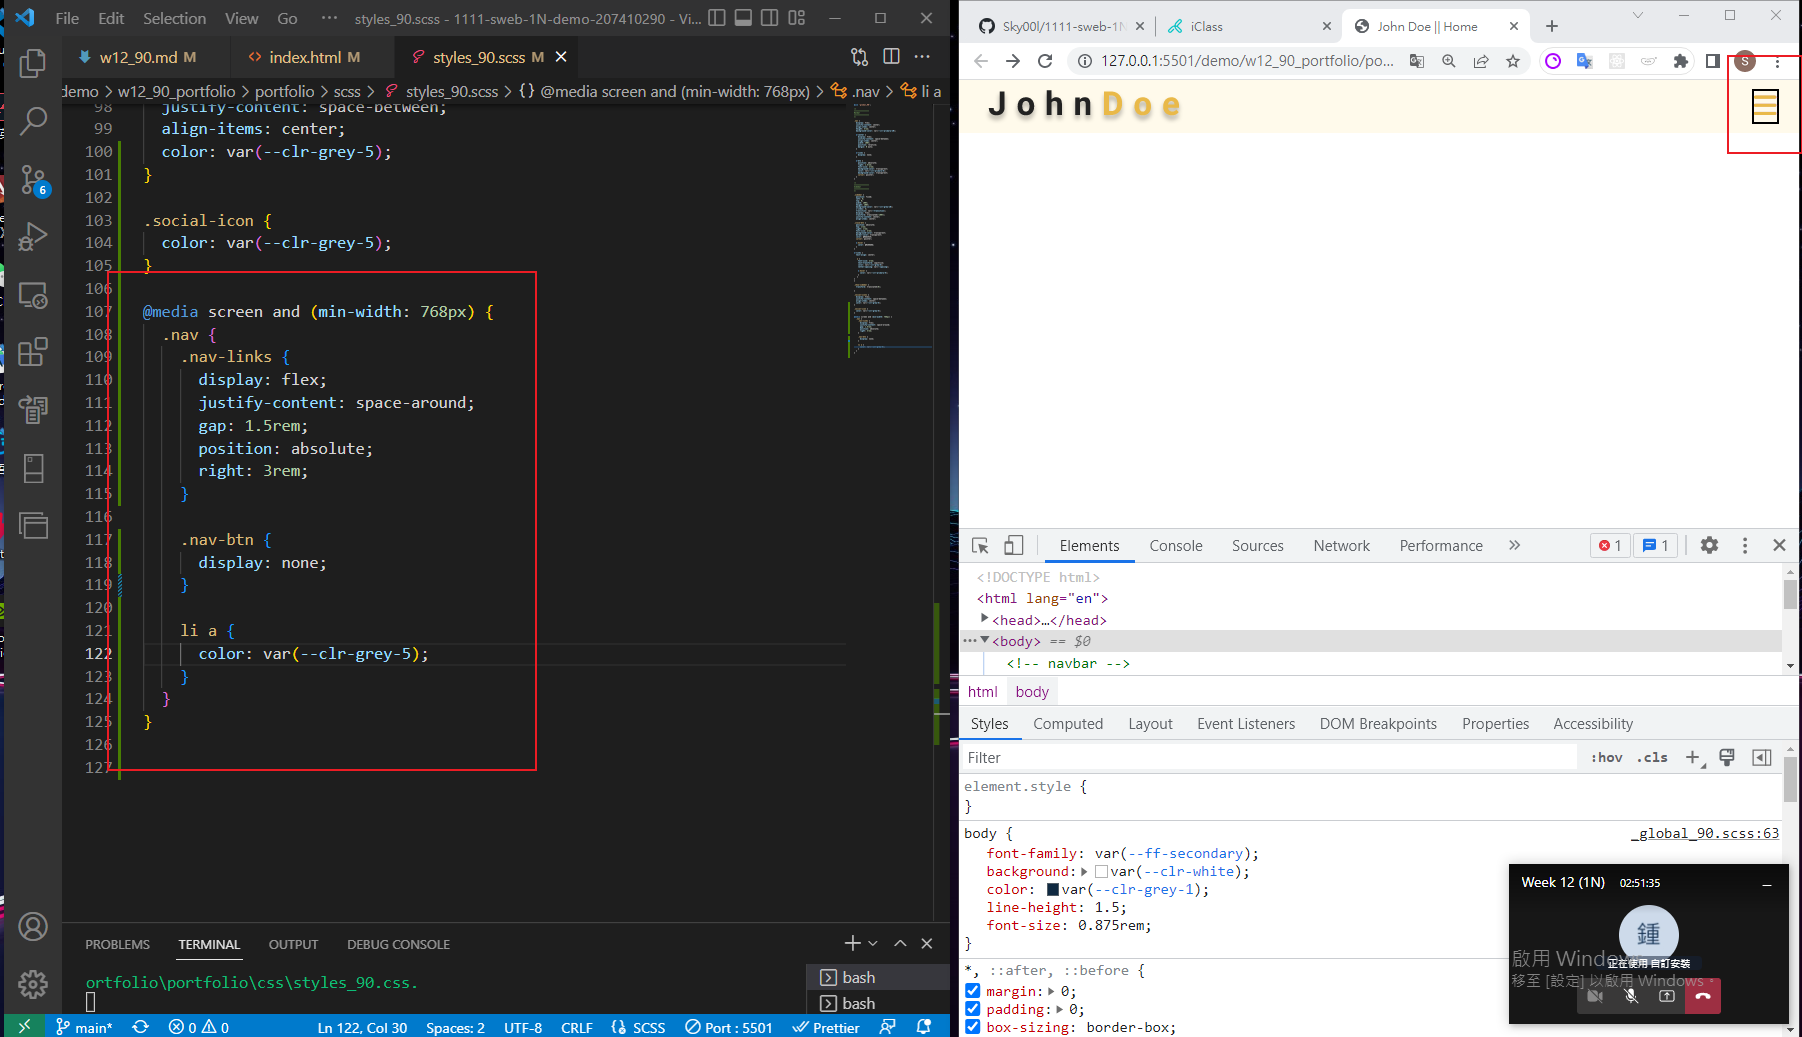 File Edit Selection View Go ··· styles_90.scss - 1111-sweb-1N-demo-207410290 - Vi...
w12_90.md M index.html M styles_90.scss M
demo > w12_90_portfolio > portfolio > scss > styles_90.scss > {} @media screen and (min-width: 768px) > .nav > li a
98 justify-content: space-between;
99 align-items: center;
100 color: var(--clr-grey-5);
101 }
102
103 .social-icon {
104 color: var(--clr-grey-5);
105 }
106
107 @media screen and (min-width: 768px) {
108 .nav {
109 .nav-links {
110 display: flex;
111 justify-content: space-around;
112 gap: 1.5rem;
113 position: absolute;
114 right: 3rem;
115 }
116
117 .nav-btn {
118 display: none;
119 }
120
121 li a {
122 color: var(--clr-grey-5);
123 }
124 }
125 }
126
127
6
PROBLEMS TERMINAL OUTPUT DEBUG CONSOLE
ortfolio\portfolio\css\styles_90.css.
bash
bash
main* 0 0 Ln 122, Col 30 Spaces: 2 UTF-8 CRLF {} SCSS Port : 5501 Prettier
Sky00l/1111-sweb-1N iClass John Doe || Home
127.0.0.1:5501/demo/w12_90_portfolio/po... S
JohnDoe
Elements Console Sources Network Performance » 1 1
<!DOCTYPE html>
<html lang="en">
<head>…</head>
··· <body> == $0
<!-- navbar -->
html body
Styles Computed Layout Event Listeners DOM Breakpoints Properties Accessibility
Filter :hov .cls
element.style {
}
body { _global_90.scss:63
font-family: var(--ff-secondary);
background: var(--clr-white);
color: var(--clr-grey-1);
line-height: 1.5;
font-size: 0.875rem;
}
*, ::after, ::before {
margin: 0;
padding: 0;
box-sizing: border-box;
Week 12 (1N) 02:51:35
鍾
啟用 Windows
正在使用 自訂安裝
移至 [設定] 以啟用 Windows。